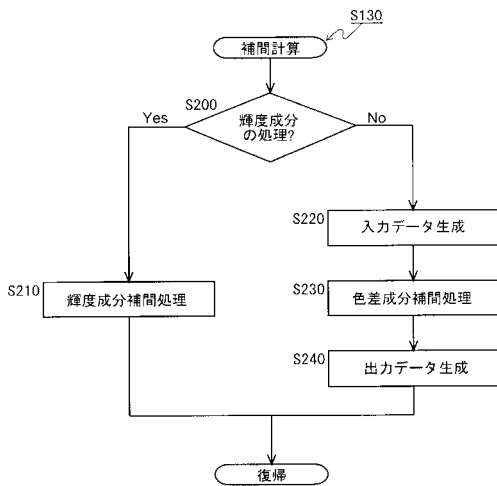 S130
補間計算
S200
輝度成分
の処理?
Yes
No
S220
入力データ生成
S210
輝度成分補間処理
S230
色差成分補間処理
S240
出力データ生成
復帰